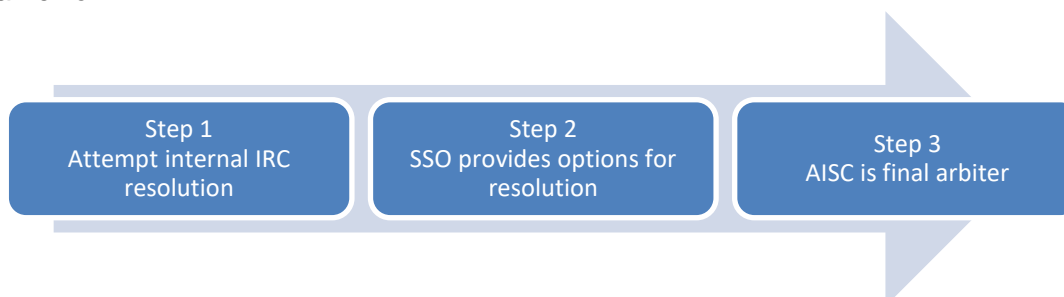 Step 1
Attempt internal IRC
resolution
Step 2
SSO provides options for
resolution
Step 3
AISC is final arbiter